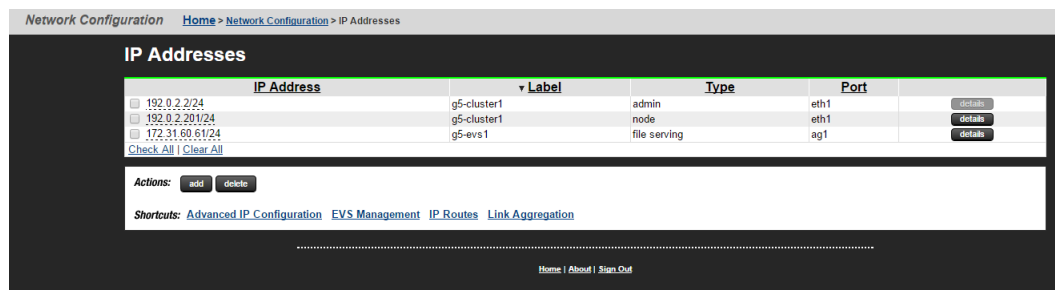 Network Configuration Home > Network Configuration > IP Addresses
IP Addresses
IP Address ▼ Label Type Port
192.0.2.2/24 g5-cluster1 admin eth1 details
192.0.2.201/24 g5-cluster1 node eth1 details
172.31.60.61/24 g5-evs1 file serving ag1 details
Check All | Clear All
Actions: add delete
Shortcuts: Advanced IP Configuration EVS Management IP Routes Link Aggregation
Home | About | Sign Out